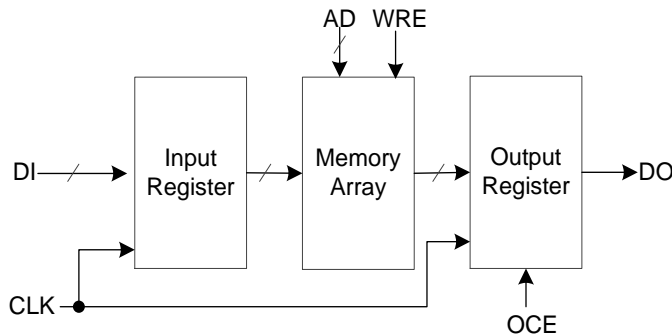 AD WRE
DI
Input
Register
Memory
Array
Output
Register
DO
CLK
OCE